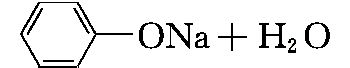 ONa + H₂O